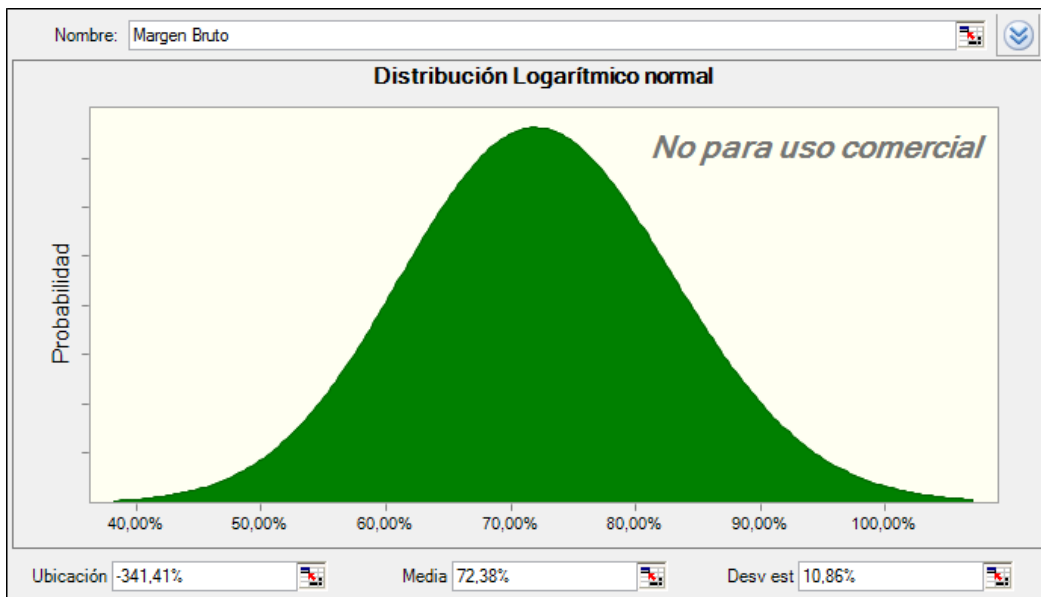 Nombre: Margen Bruto
Distribución Logarítmico normal
No para uso comercial
Probabilidad
40,00% 50,00% 60,00% 70,00% 80,00% 90,00% 100,00%
Ubicación -341,41% Media 72,38% Desv est 10,86%